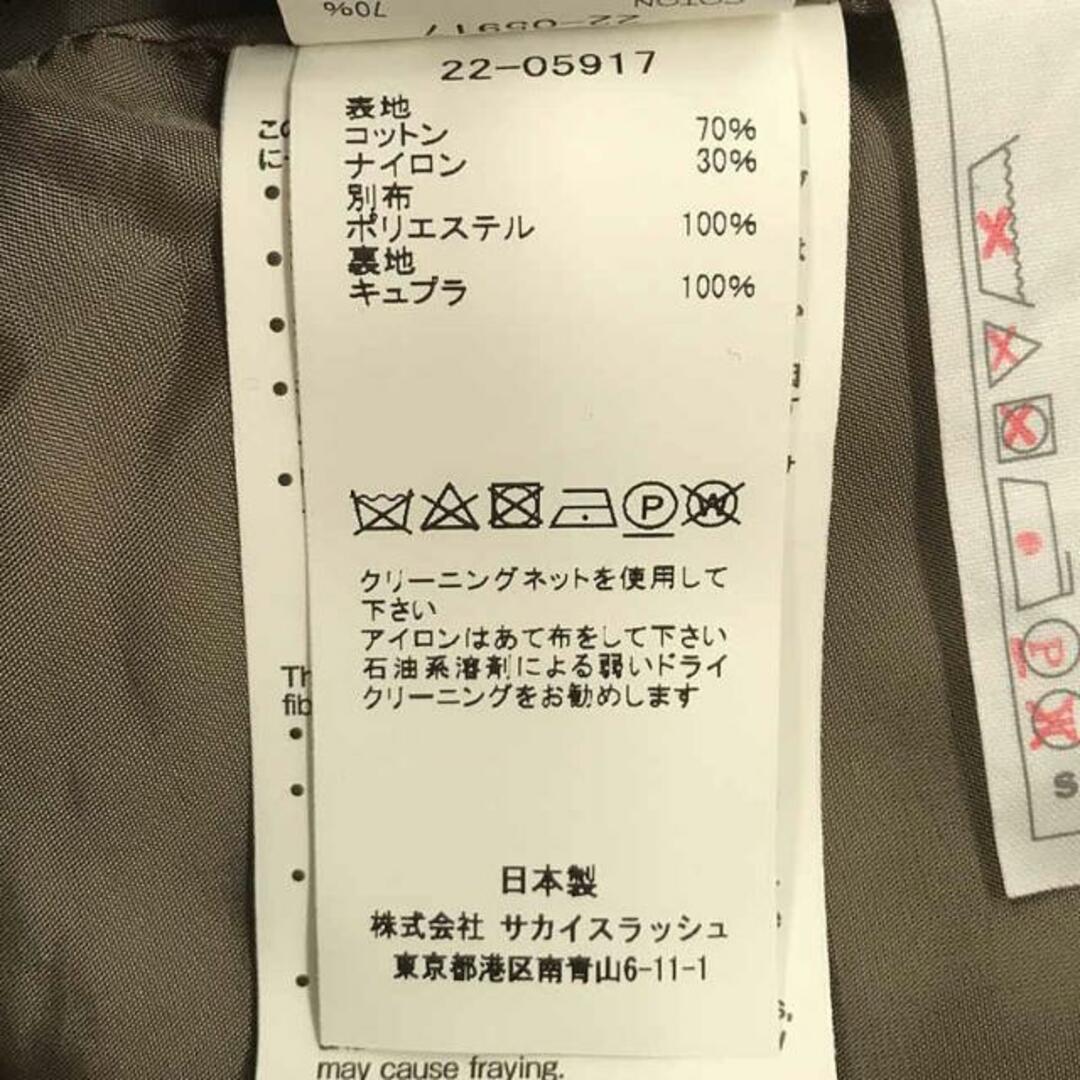 70%
22-05917
22-05917
表地
コットン 70%
ナイロン 30%
別布
ポリエステル 100%
裏地
キュプラ 100%
P W
クリーニングネットを使用して
下さい
アイロンはあて布をして下さい
石油系溶剤による弱いドライ
クリーニングをお勧めします
日本製
株式会社 サカイスラッシュ
東京都港区南青山6-11-1
may cause fraying.
P
S